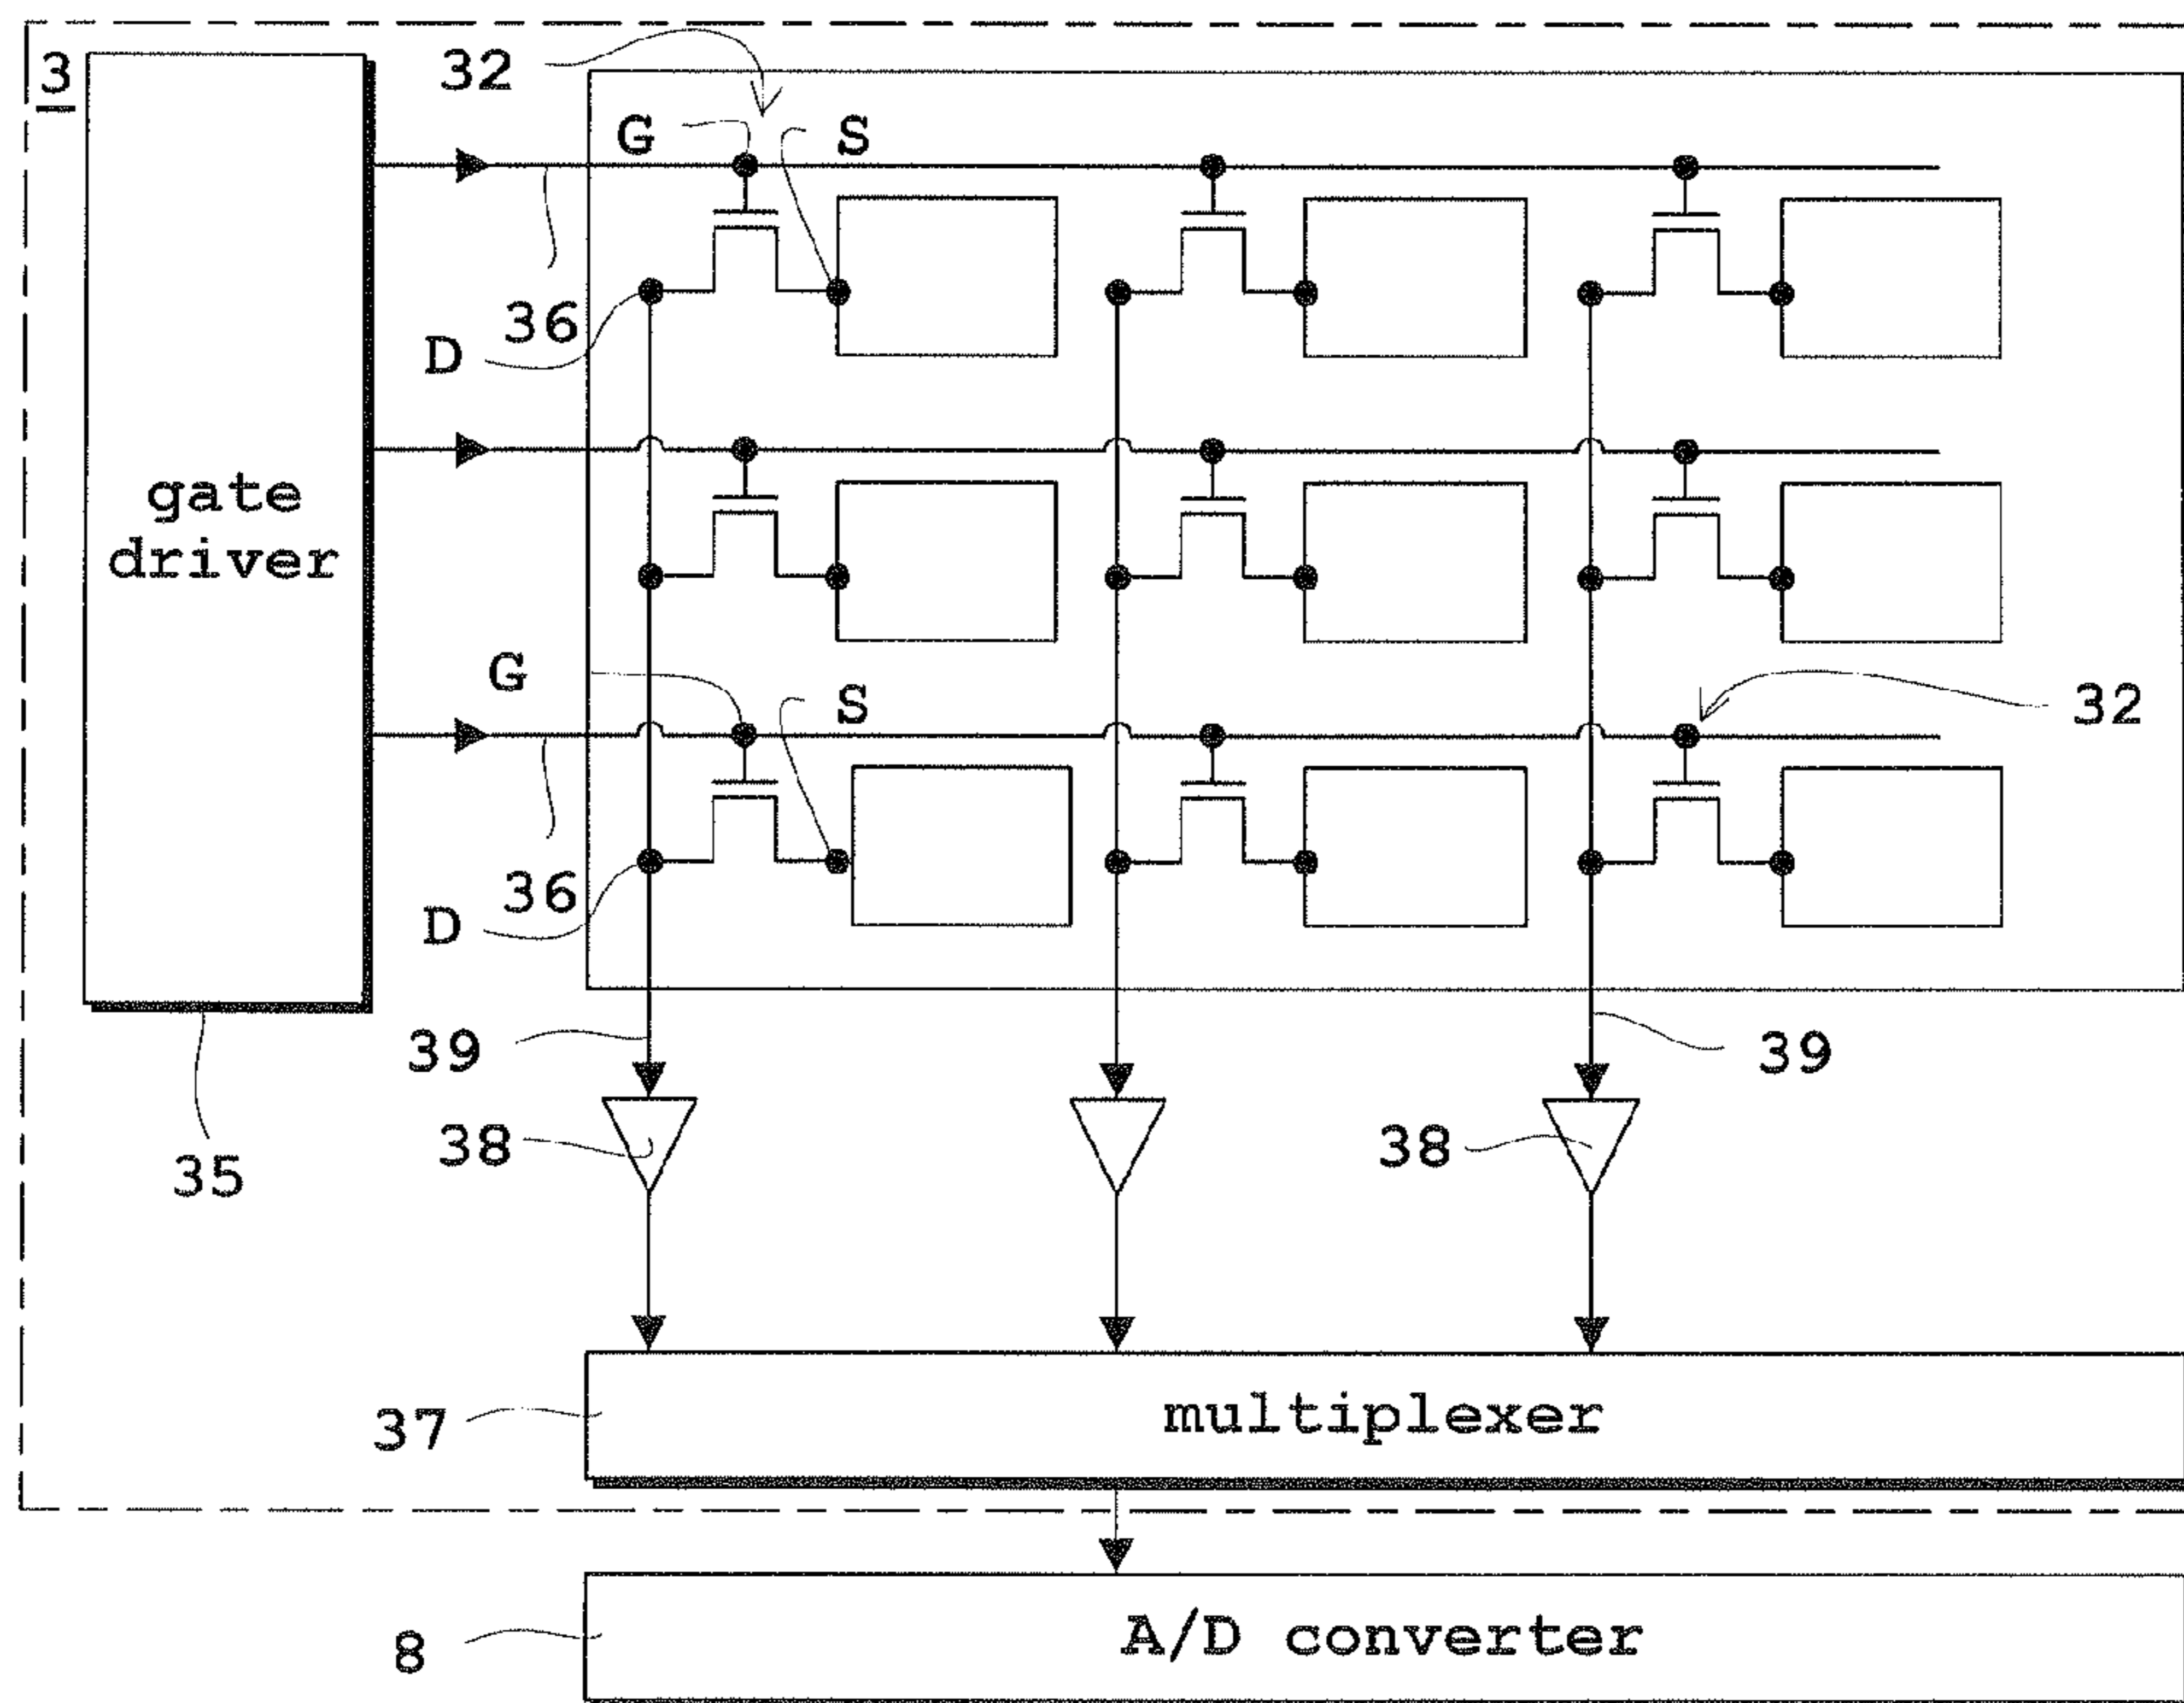 3
32
G
S
36
D
gate
driver
G
S
32
36
D
39
39
38
38
35
37
multiplexer
8
A/D converter